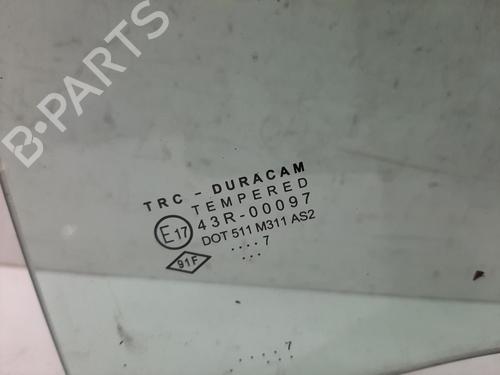 B-PARTS
TRC - DURACAM
TEMPERED
E17 43R-00097
DOT 511 M311 AS2
....7
...
91F
.....7
...